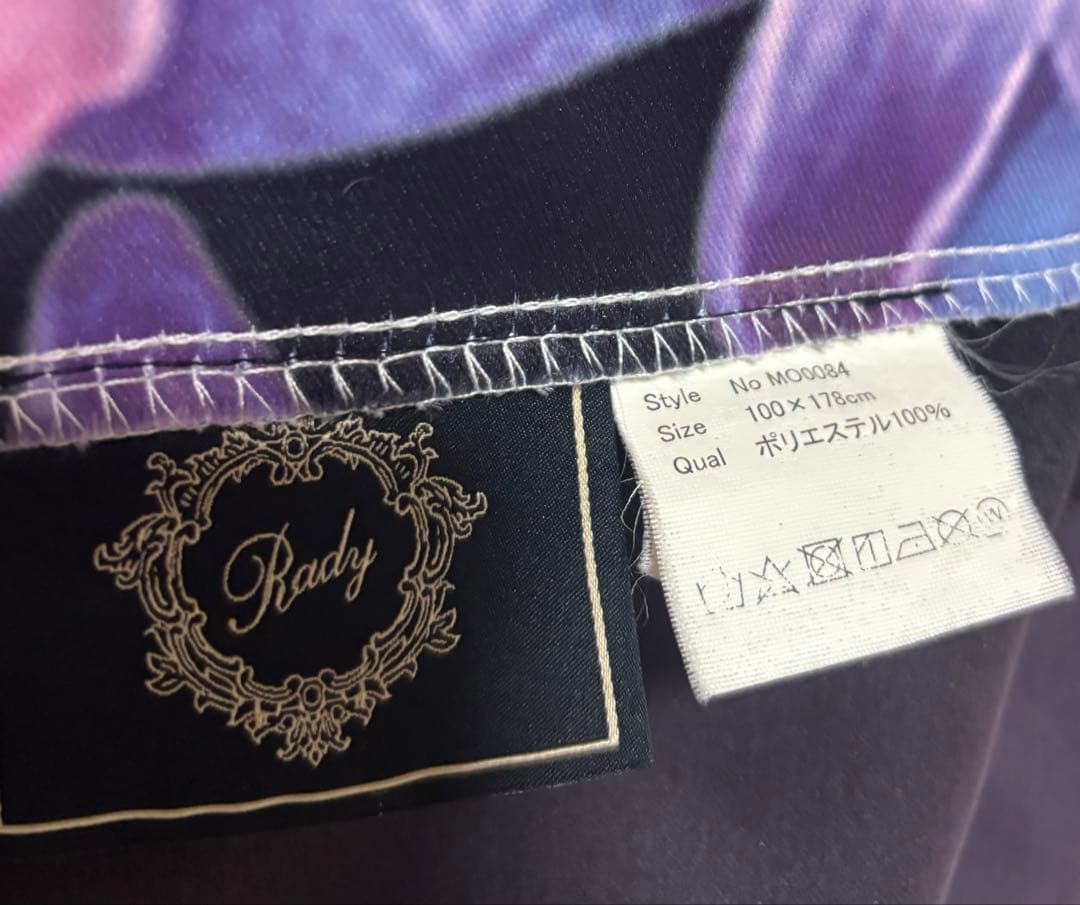 Rady
Style No MO0084
Size 100×178cm
Qual ポリエステル100%
W